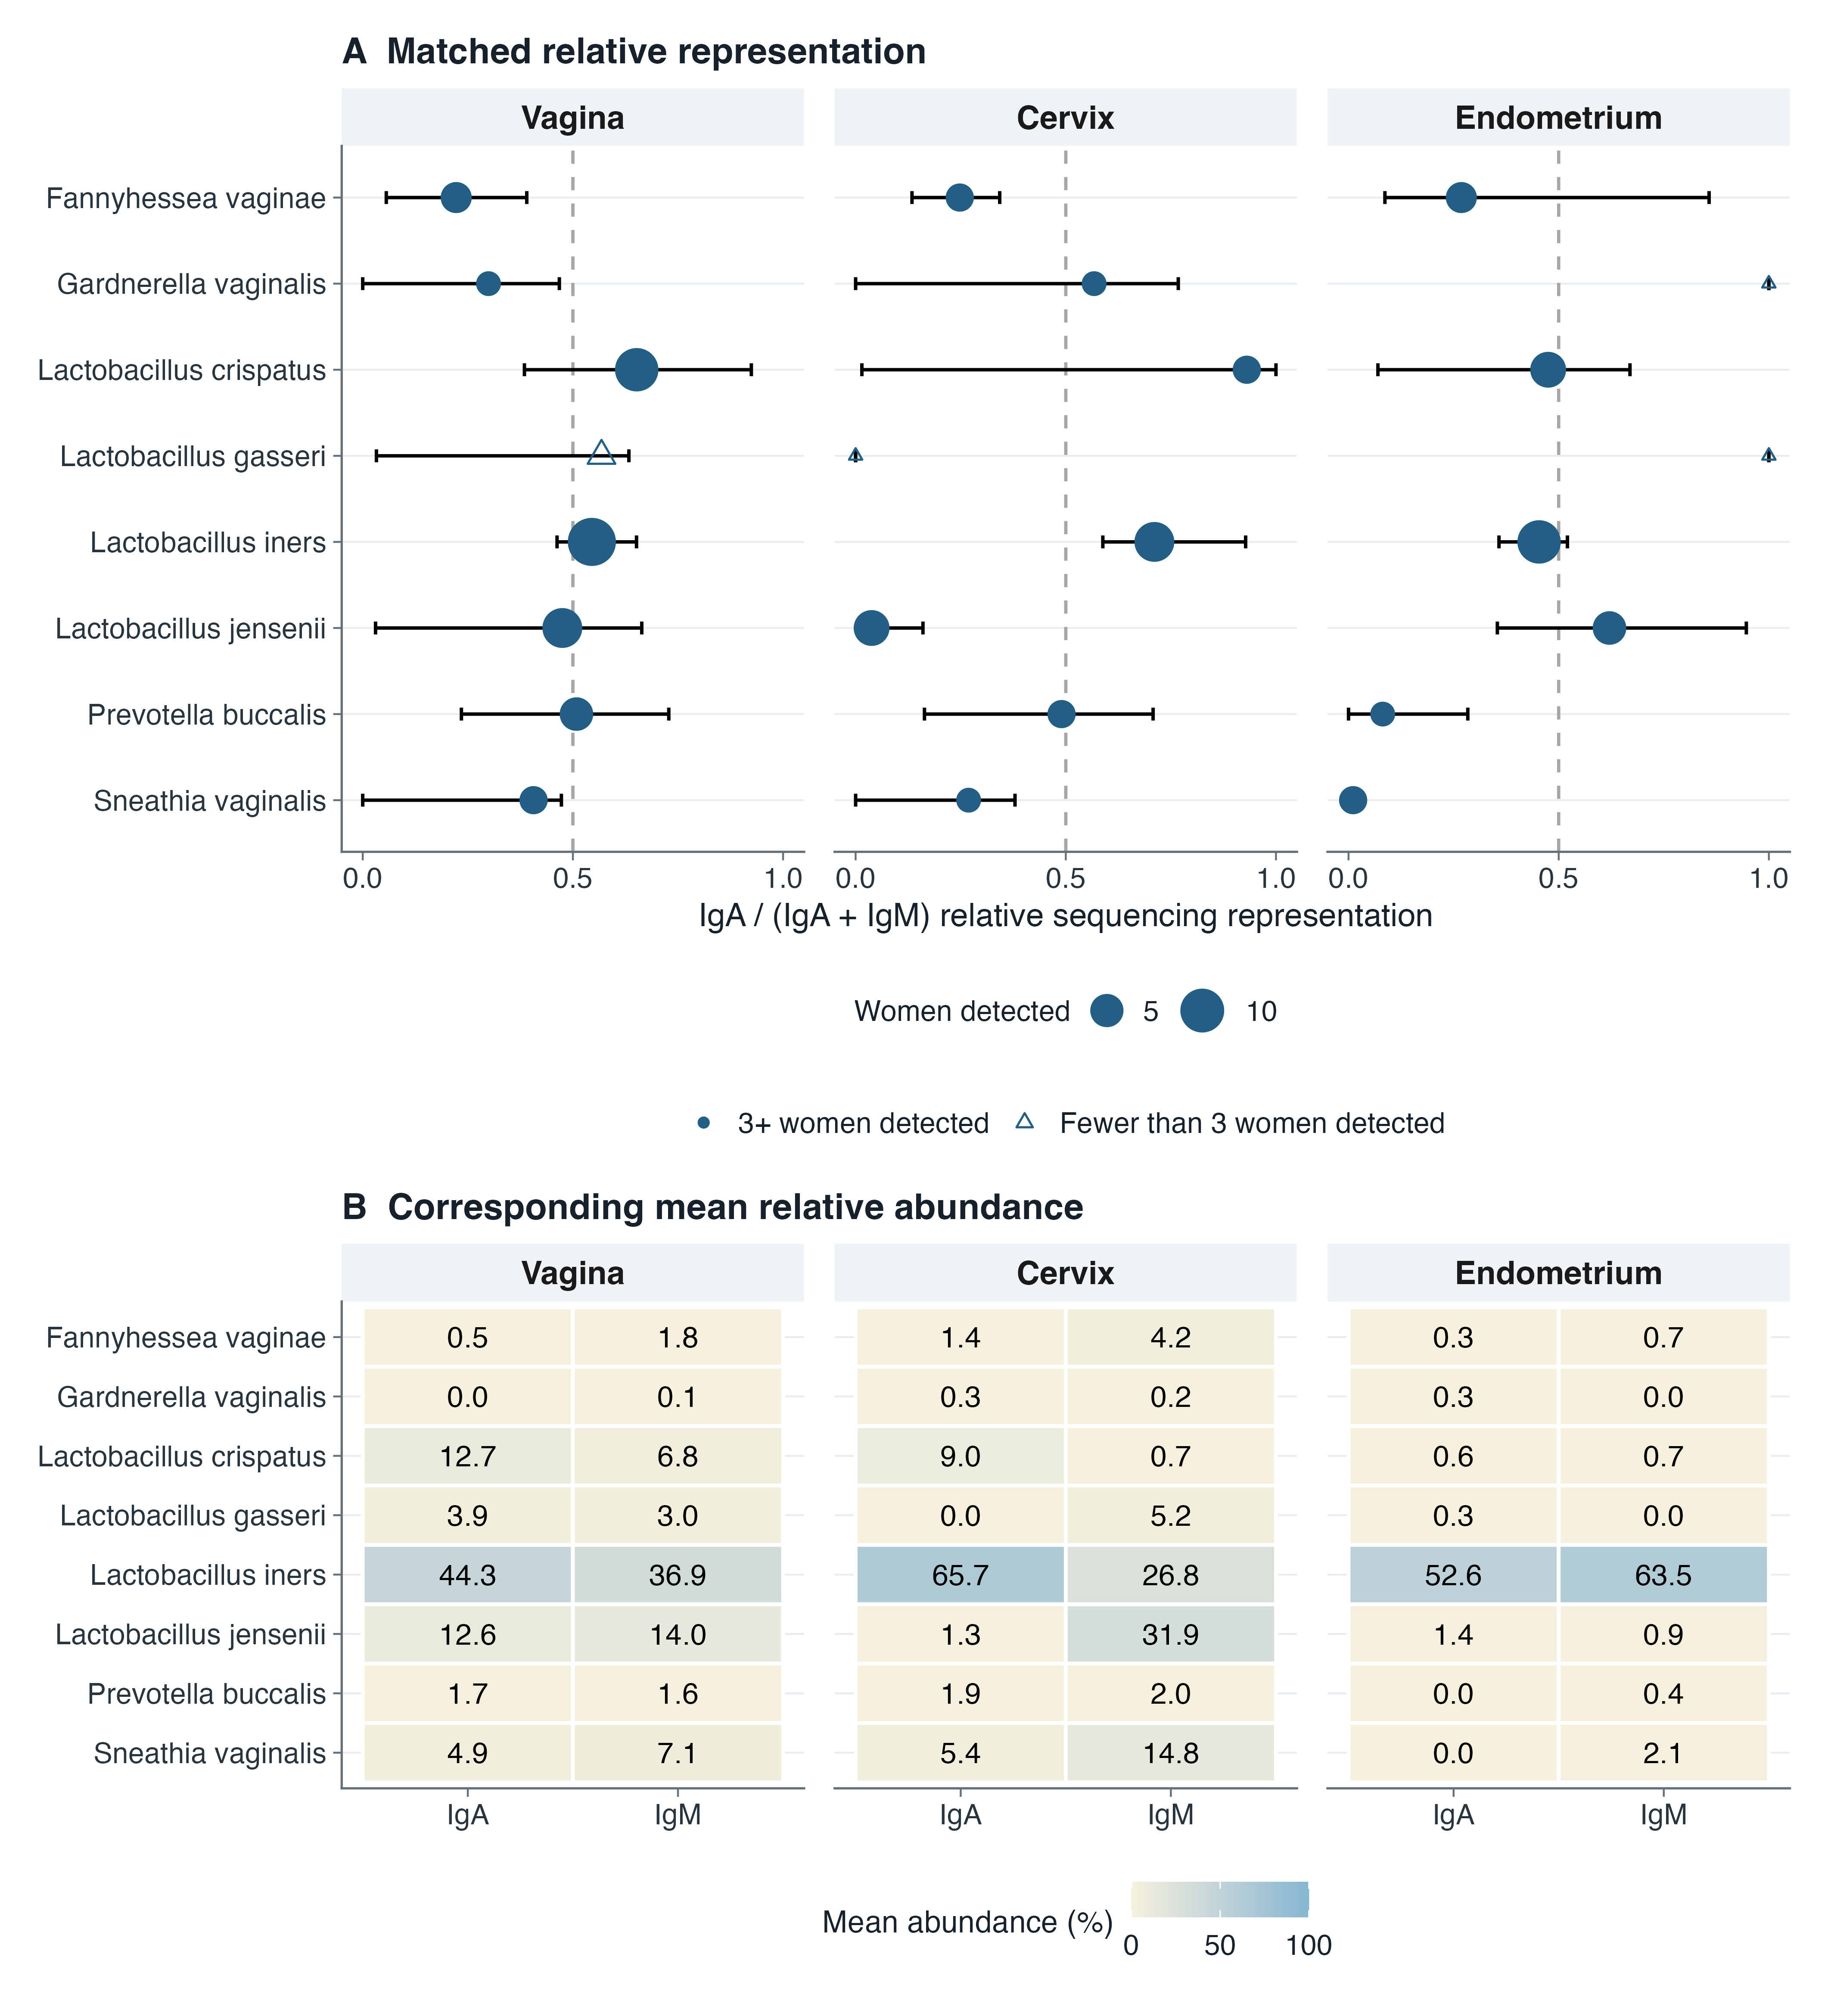 A Matched relative representation
Vagina Cervix Endometrium
Fannyhessea vaginae
Gardnerella vaginalis
Lactobacillus crispatus
Lactobacillus gasseri
Lactobacillus iners
Lactobacillus jensenii
Prevotella buccalis
Sneathia vaginalis
0.0 0.5 1.0 0.0 0.5 1.0 0.0 0.5 1.0
IgA / (IgA + IgM) relative sequencing representation
Women detected 5 10
3+ women detected Fewer than 3 women detected
B Corresponding mean relative abundance
Vagina Cervix Endometrium
Fannyhessea vaginae 0.5 1.8 1.4 4.2 0.3 0.7
Gardnerella vaginalis 0.0 0.1 0.3 0.2 0.3 0.0
Lactobacillus crispatus 12.7 6.8 9.0 0.7 0.6 0.7
Lactobacillus gasseri 3.9 3.0 0.0 5.2 0.3 0.0
Lactobacillus iners 44.3 36.9 65.7 26.8 52.6 63.5
Lactobacillus jensenii 12.6 14.0 1.3 31.9 1.4 0.9
Prevotella buccalis 1.7 1.6 1.9 2.0 0.0 0.4
Sneathia vaginalis 4.9 7.1 5.4 14.8 0.0 2.1
IgA IgM IgA IgM IgA IgM
Mean abundance (%)
0 50 100